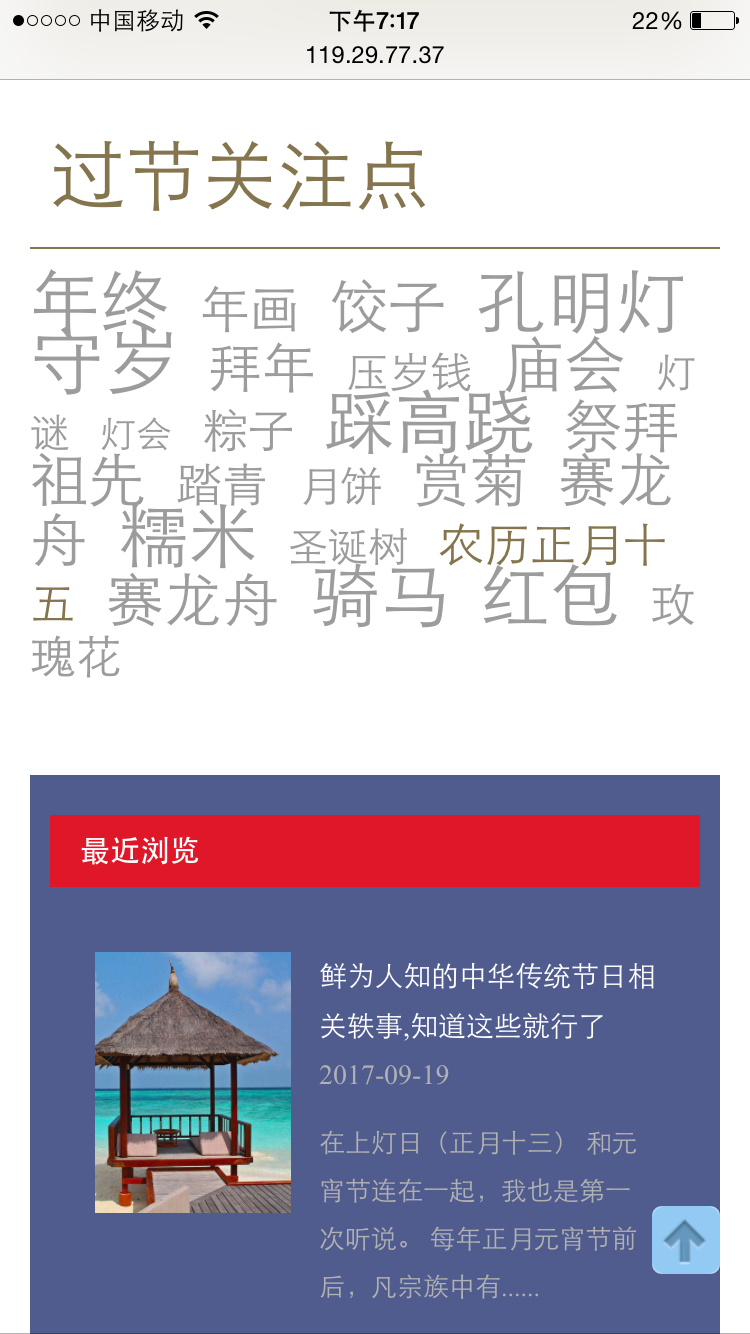 中国移动 下午7:17 22%
119.29.77.37
过节关注点
年终 年画 饺子 孔明灯
守岁 拜年 压岁钱 庙会 灯
谜 灯会 粽子 踩高跷 祭拜
祖先 踏青 月饼 赏菊 赛龙
舟 糯米 圣诞树 农历正月十
五 赛龙舟 骑马 红包 玫
瑰花
最近浏览
鲜为人知的中华传统节日相
关轶事,知道这些就行了
2017-09-19
在上灯日（正月十三） 和元
宵节连在一起，我也是第一
次听说。 每年正月元宵节前
后，凡宗族中有......